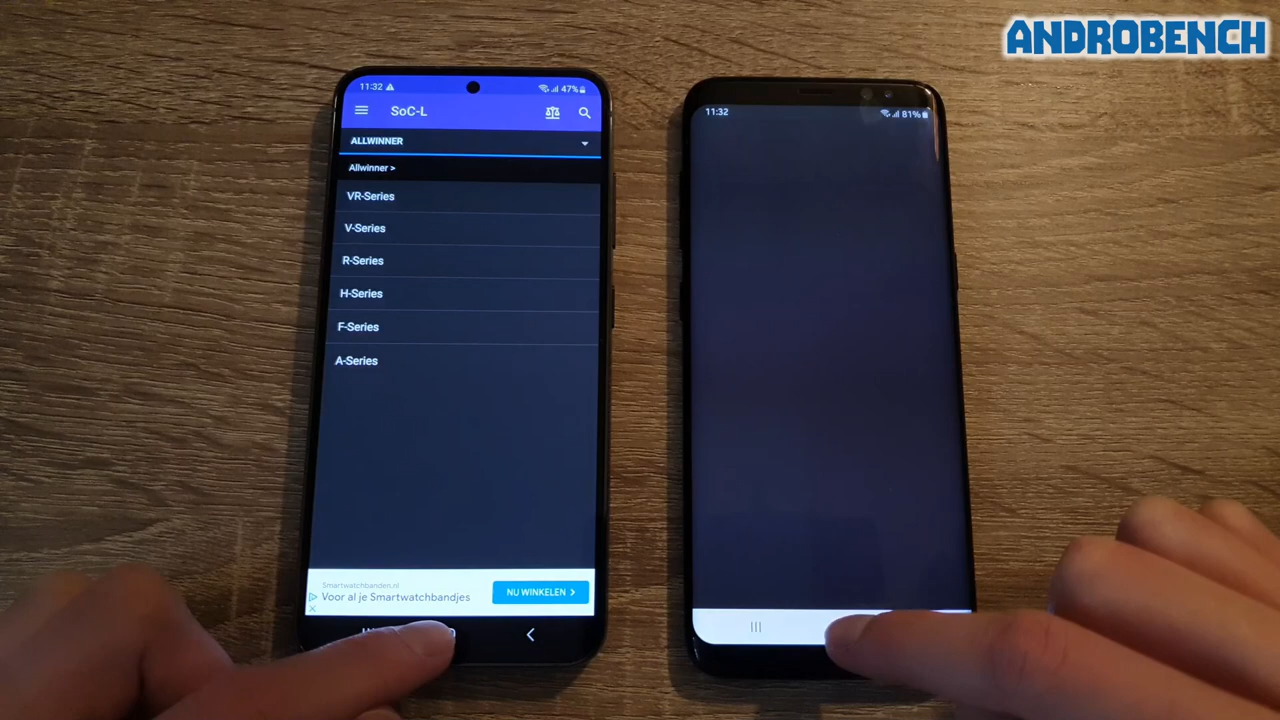 ANDROBENCH
11:32
47%
SoC-L
ALLWINNER
Allwinner >
VR-Series
V-Series
R-Series
H-Series
F-Series
A-Series
Smartwatchbanden.nl
Voor al je Smartwatchbandjes
NU WINKELEN >
11:32
81%